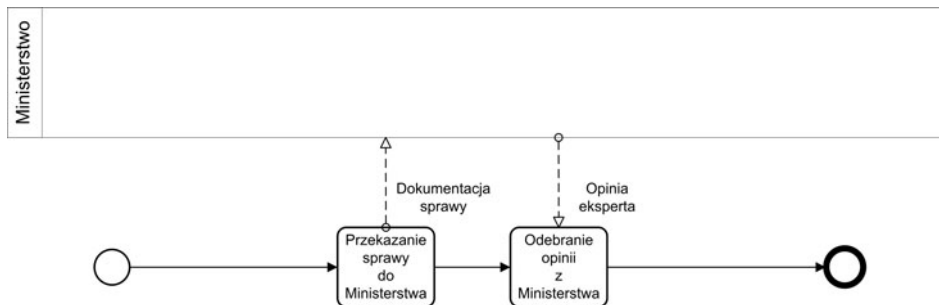 Ministerstwo
Dokumentacja
sprawy
Opinia
eksperta
Przekazanie
sprawy
do
Ministerstwa
Odebranie
opinii
z
Ministerstwa